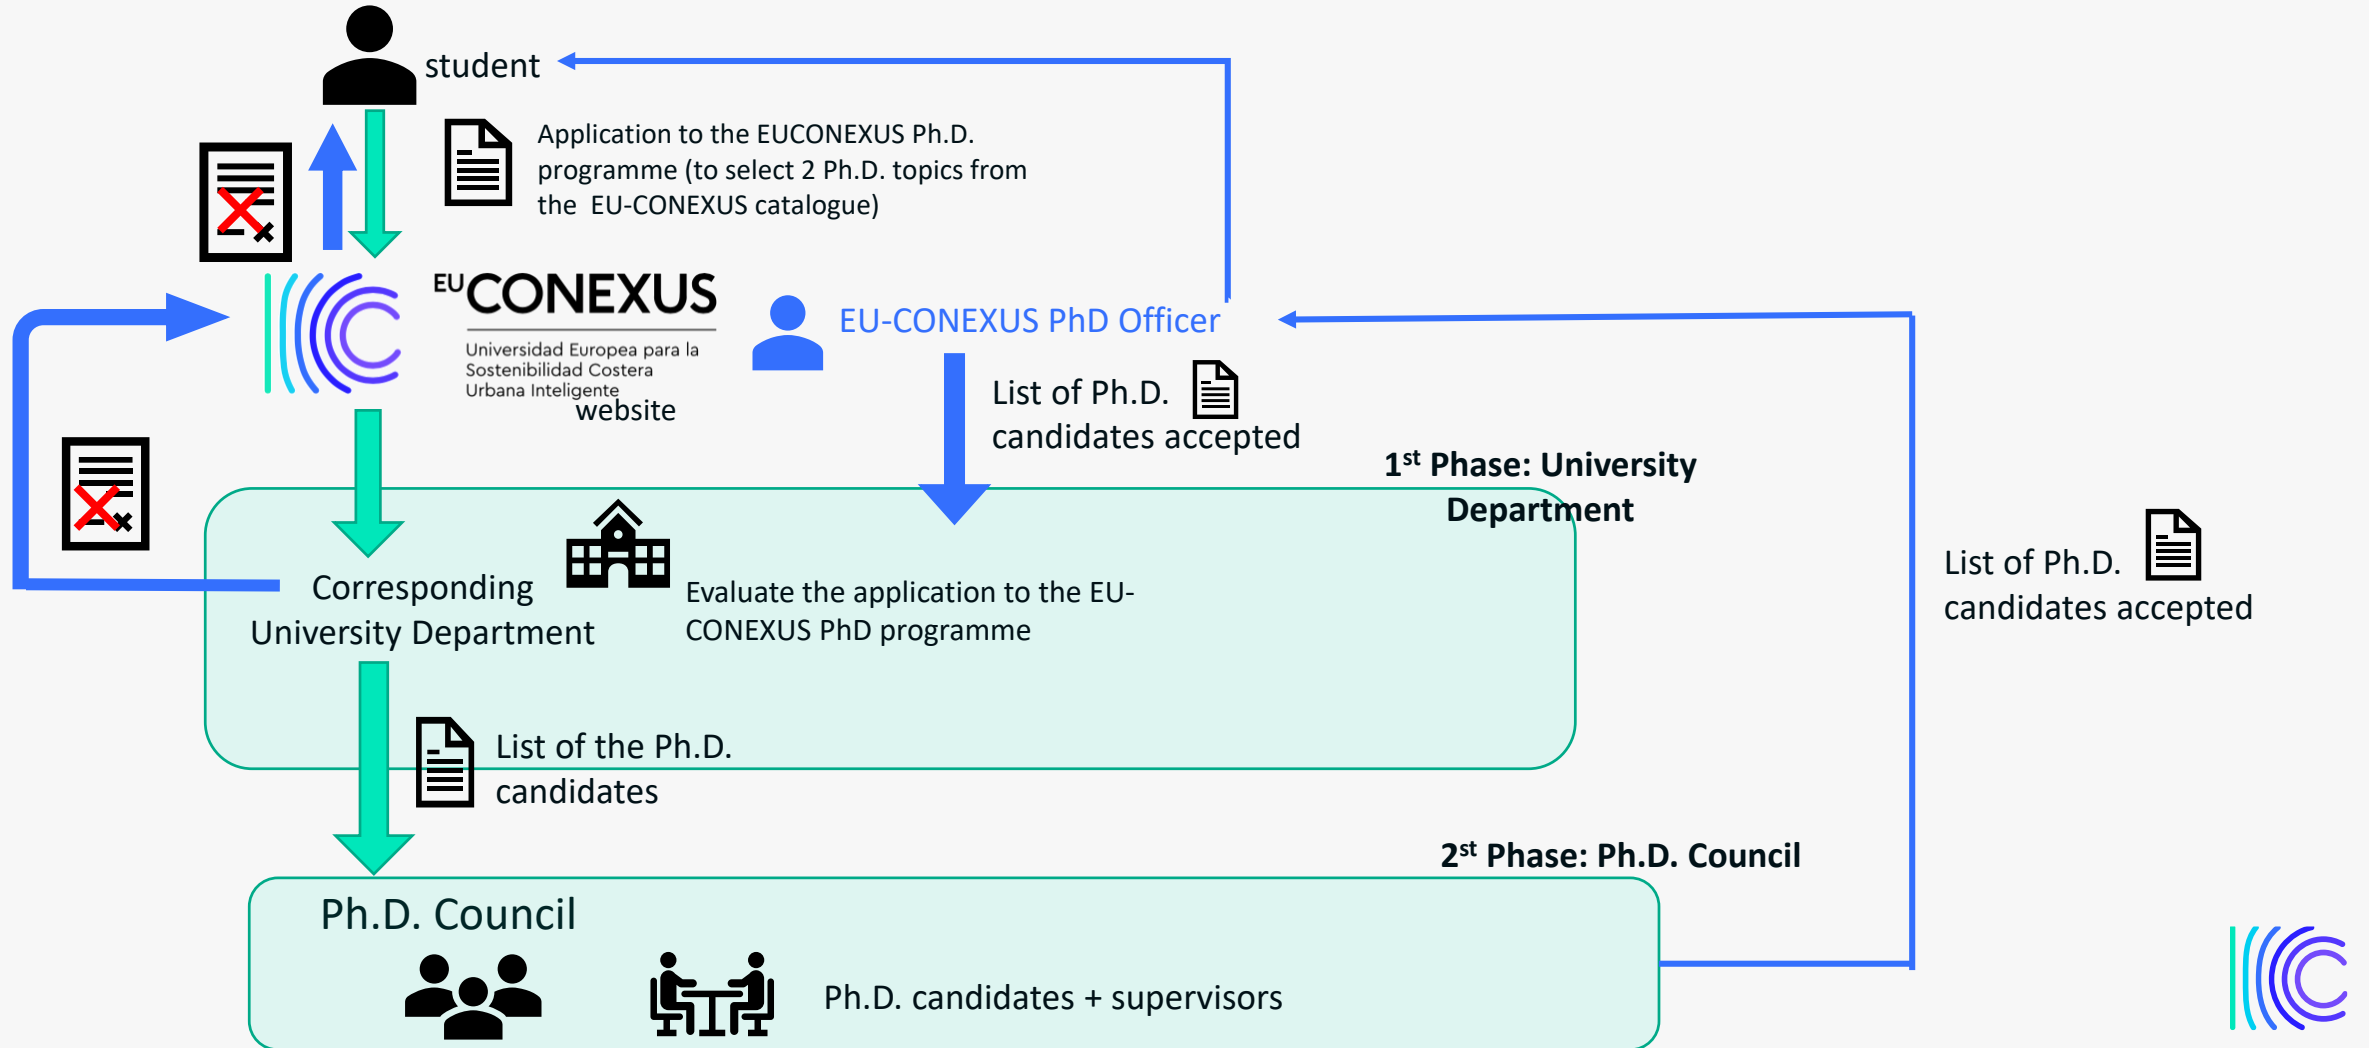 student
Application to the EUCONEXUS Ph.D.
programme (to select 2 Ph.D. topics from
the EU-CONEXUS catalogue)
EU CONEXUS
Universidad Europea para la
Sostenibilidad Costera
Urbana Inteligente
website
EU-CONEXUS PhD Officer
List of Ph.D.
candidates accepted
1st Phase: University
Department
Corresponding
University Department
Evaluate the application to the EU-
CONEXUS PhD programme
List of Ph.D.
candidates accepted
List of the Ph.D.
candidates
2st Phase: Ph.D. Council
Ph.D. Council
Ph.D. candidates + supervisors